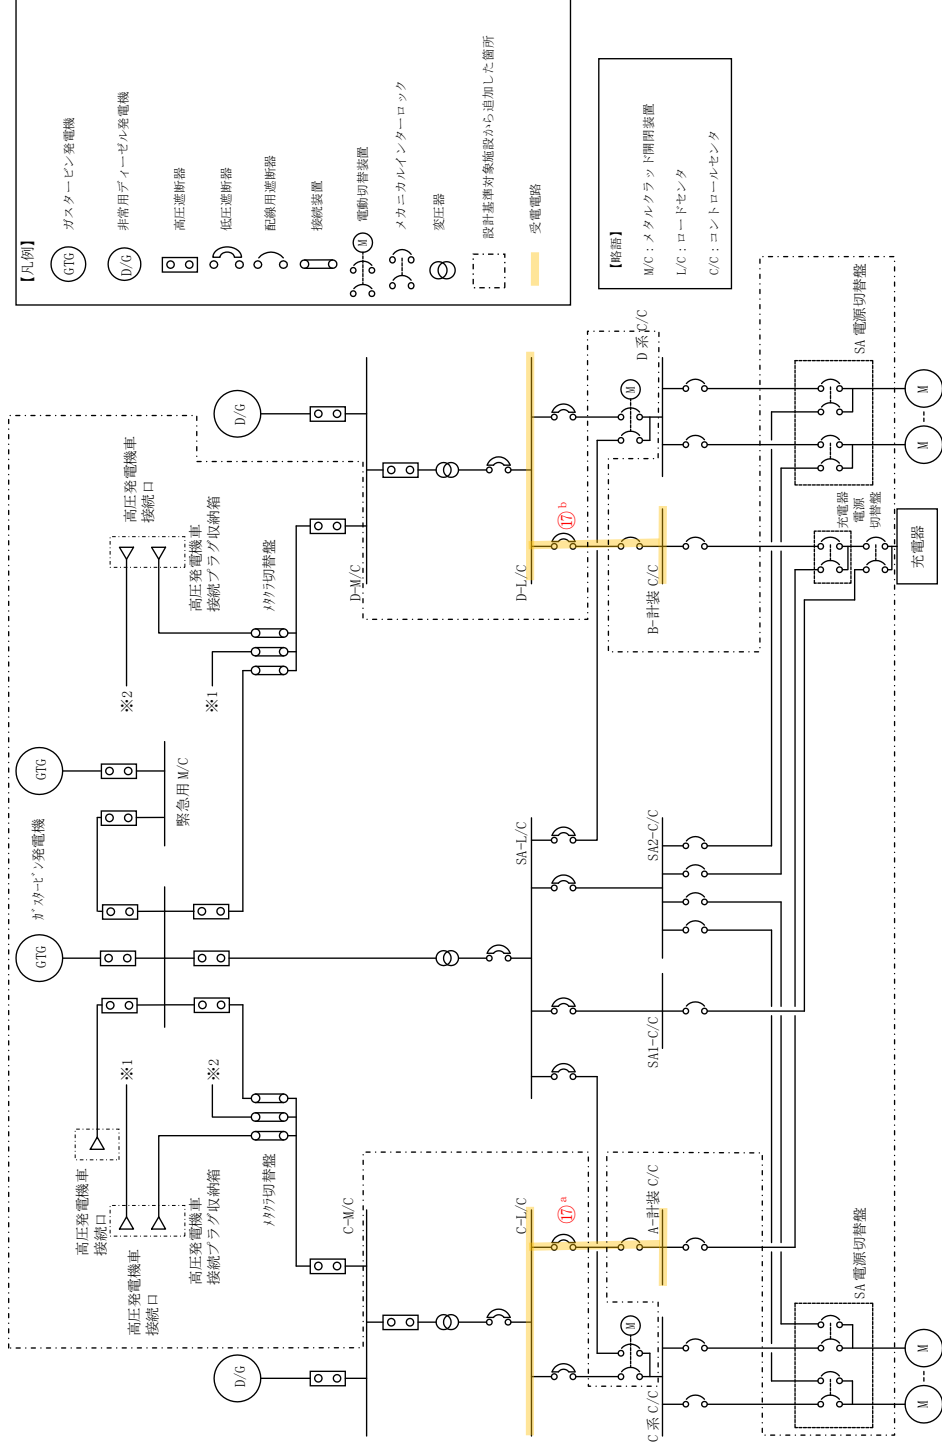 【凡例】
GTG
ガスタービン発電機
D/G
非常用ディーゼル発電機
高圧遮断器
低圧遮断器
配線用遮断器
接続装置
M
電動切替装置
メカニカルインターロック
変圧器
設計基準対象施設から追加した箇所
受電電路
【略語】
M/C：メタルクラッド開閉装置
L/C：ロードセンタ
C/C：コントロールセンタ
ガスタービン発電機
GTG
GTG
緊急用 M/C
高圧発電機車
接続口
高圧発電機車
接続口
高圧発電機車
接続プラグ収納箱
※1
※2
ﾒﾀｸﾗ切替盤
高圧発電機車
接続口
高圧発電機車
接続プラグ収納箱
※2
※1
ﾒﾀｸﾗ切替盤
D/G
D/G
C-M/C
D-M/C
C-L/C
SA-L/C
D-L/C
⑰a
⑰b
M
M
C系 C/C
A-計装 C/C
SA1-C/C
SA2-C/C
B-計装 C/C
D系 C/C
SA 電源切替盤
充電器
電源
切替盤
SA 電源切替盤
充電器
M
M
M
M